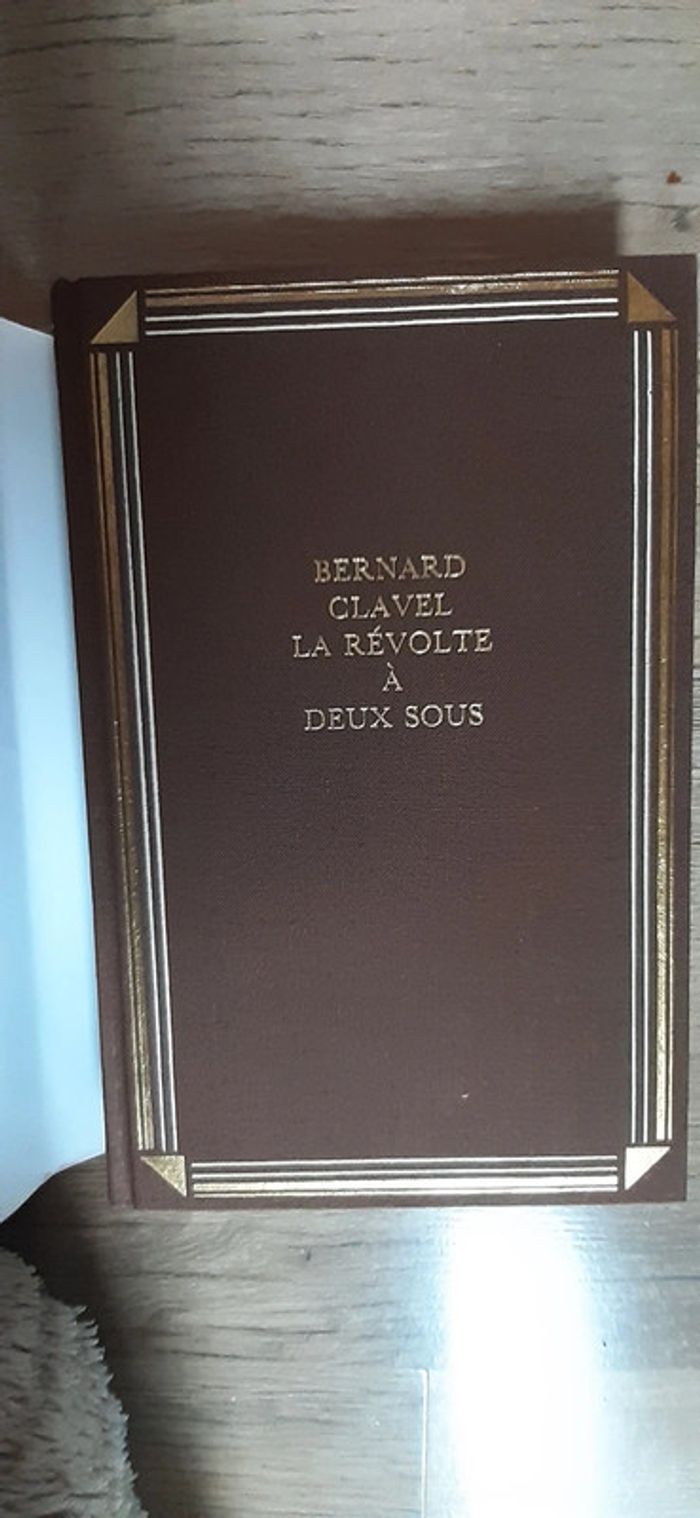 BERNARD
CLAVEL
LA RÉVOLTE
À
DEUX SOUS